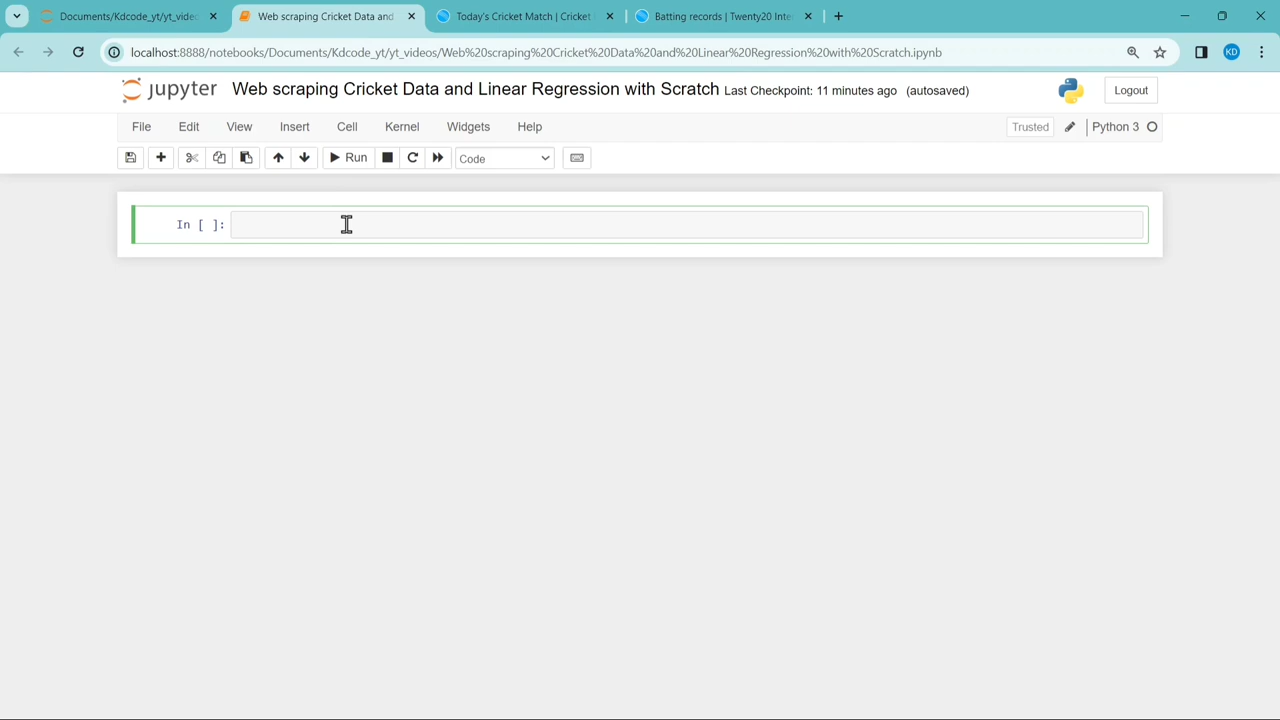 Documents/Kdcode_yt/yt_video
Web scraping Cricket Data and
Today's Cricket Match | Cricket
Batting records | Twenty20 Inte
localhost:8888/notebooks/Documents/Kdcode_yt/yt_videos/Web%20scraping%20Cricket%20Data%20and%20Linear%20Regression%20with%20Scratch.ipynb
KD
jupyter Web scraping Cricket Data and Linear Regression with Scratch Last Checkpoint: 11 minutes ago (autosaved)
Logout
File Edit View Insert Cell Kernel Widgets Help
Trusted Python 3
Run Code
In [ ]: